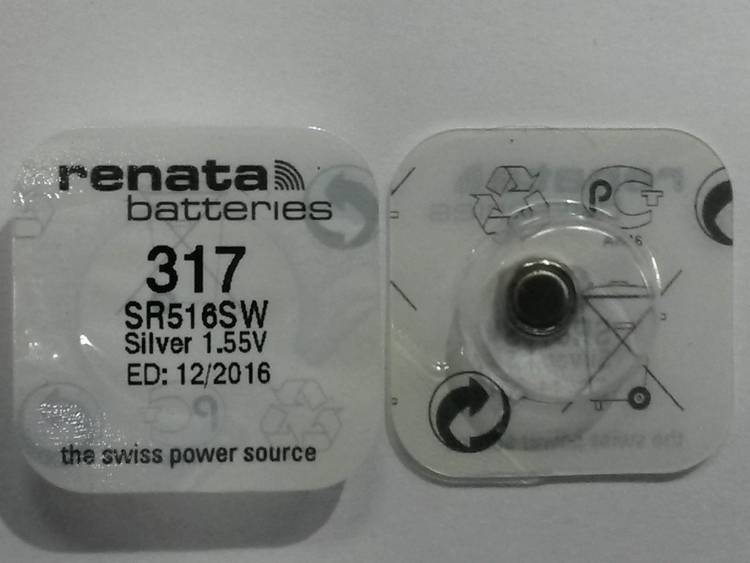 renata
batteries
317
SR516SW
Silver 1.55V
ED: 12/2016
the swiss power source